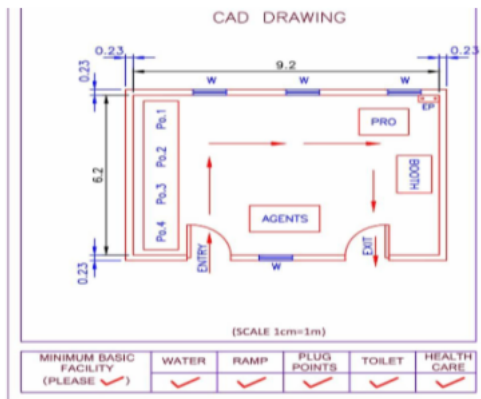 CAD DRAWING
0.23
0.23
9.2
0.23
W
W
W
EP
Po.1
Po.2
Po.3
Po.4
PRO
BOOTH
6.2
AGENTS
ENTRY
EXIT
0.23
W
(SCALE 1cm=1m)
MINIMUM BASIC
FACILITY
(PLEASE ✓)
WATER
RAMP
PLUG
POINTS
TOILET
HEALTH
CARE
✓ ✓ ✓ ✓ ✓